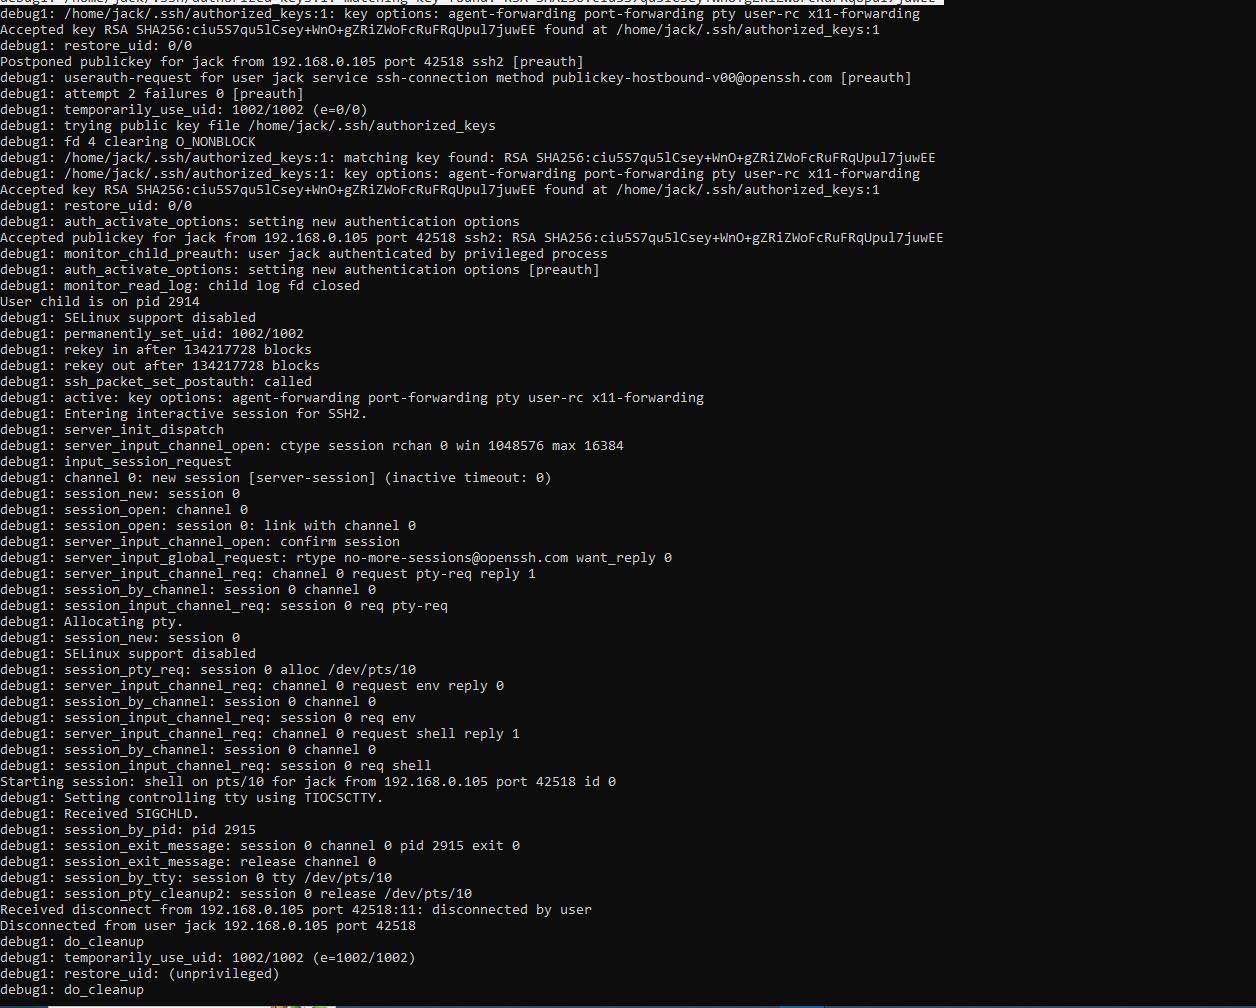 debug1: /home/jack/.ssh/authorized_keys:1: matching key found: RSA SHA256:ciu5S7qu5lCsey+WnO+gZRiZWoFcRuFRqUpul7juwEE
debug1: /home/jack/.ssh/authorized_keys:1: key options: agent-forwarding port-forwarding pty user-rc x11-forwarding
Accepted key RSA SHA256:ciu5S7qu5lCsey+WnO+gZRiZWoFcRuFRqUpul7juwEE found at /home/jack/.ssh/authorized_keys:1
debug1: restore_uid: 0/0
Postponed publickey for jack from 192.168.0.105 port 42518 ssh2 [preauth]
debug1: userauth-request for user jack service ssh-connection method publickey-hostbound-v00@openssh.com [preauth]
debug1: attempt 2 failures 0 [preauth]
debug1: temporarily_use_uid: 1002/1002 (e=0/0)
debug1: trying public key file /home/jack/.ssh/authorized_keys
debug1: fd 4 clearing O_NONBLOCK
debug1: /home/jack/.ssh/authorized_keys:1: matching key found: RSA SHA256:ciu5S7qu5lCsey+WnO+gZRiZWoFcRuFRqUpul7juwEE
debug1: /home/jack/.ssh/authorized_keys:1: key options: agent-forwarding port-forwarding pty user-rc x11-forwarding
Accepted key RSA SHA256:ciu5S7qu5lCsey+WnO+gZRiZWoFcRuFRqUpul7juwEE found at /home/jack/.ssh/authorized_keys:1
debug1: restore_uid: 0/0
debug1: auth_activate_options: setting new authentication options
Accepted publickey for jack from 192.168.0.105 port 42518 ssh2: RSA SHA256:ciu5S7qu5lCsey+WnO+gZRiZWoFcRuFRqUpul7juwEE
debug1: monitor_child_preauth: user jack authenticated by privileged process
debug1: auth_activate_options: setting new authentication options [preauth]
debug1: monitor_read_log: child log fd closed
User child is on pid 2914
debug1: SELinux support disabled
debug1: permanently_set_uid: 1002/1002
debug1: rekey in after 134217728 blocks
debug1: rekey out after 134217728 blocks
debug1: ssh_packet_set_postauth: called
debug1: active: key options: agent-forwarding port-forwarding pty user-rc x11-forwarding
debug1: Entering interactive session for SSH2.
debug1: server_init_dispatch
debug1: server_input_channel_open: ctype session rchan 0 win 1048576 max 16384
debug1: input_session_request
debug1: channel 0: new session [server-session] (inactive timeout: 0)
debug1: session_new: session 0
debug1: session_open: channel 0
debug1: session_open: session 0: link with channel 0
debug1: server_input_channel_open: confirm session
debug1: server_input_global_request: rtype no-more-sessions@openssh.com want_reply 0
debug1: server_input_channel_req: channel 0 request pty-req reply 1
debug1: session_by_channel: session 0 channel 0
debug1: session_input_channel_req: session 0 req pty-req
debug1: Allocating pty.
debug1: session_new: session 0
debug1: SELinux support disabled
debug1: session_pty_req: session 0 alloc /dev/pts/10
debug1: server_input_channel_req: channel 0 request env reply 0
debug1: session_by_channel: session 0 channel 0
debug1: session_input_channel_req: session 0 req env
debug1: server_input_channel_req: channel 0 request shell reply 1
debug1: session_by_channel: session 0 channel 0
debug1: session_input_channel_req: session 0 req shell
Starting session: shell on pts/10 for jack from 192.168.0.105 port 42518 id 0
debug1: Setting controlling tty using TIOCSCTTY.
debug1: Received SIGCHLD.
debug1: session_by_pid: pid 2915
debug1: session_exit_message: session 0 channel 0 pid 2915 exit 0
debug1: session_exit_message: release channel 0
debug1: session_by_tty: session 0 tty /dev/pts/10
debug1: session_pty_cleanup2: session 0 release /dev/pts/10
Received disconnect from 192.168.0.105 port 42518:11: disconnected by user
Disconnected from user jack 192.168.0.105 port 42518
debug1: do_cleanup
debug1: temporarily_use_uid: 1002/1002 (e=1002/1002)
debug1: restore_uid: (unprivileged)
debug1: do_cleanup